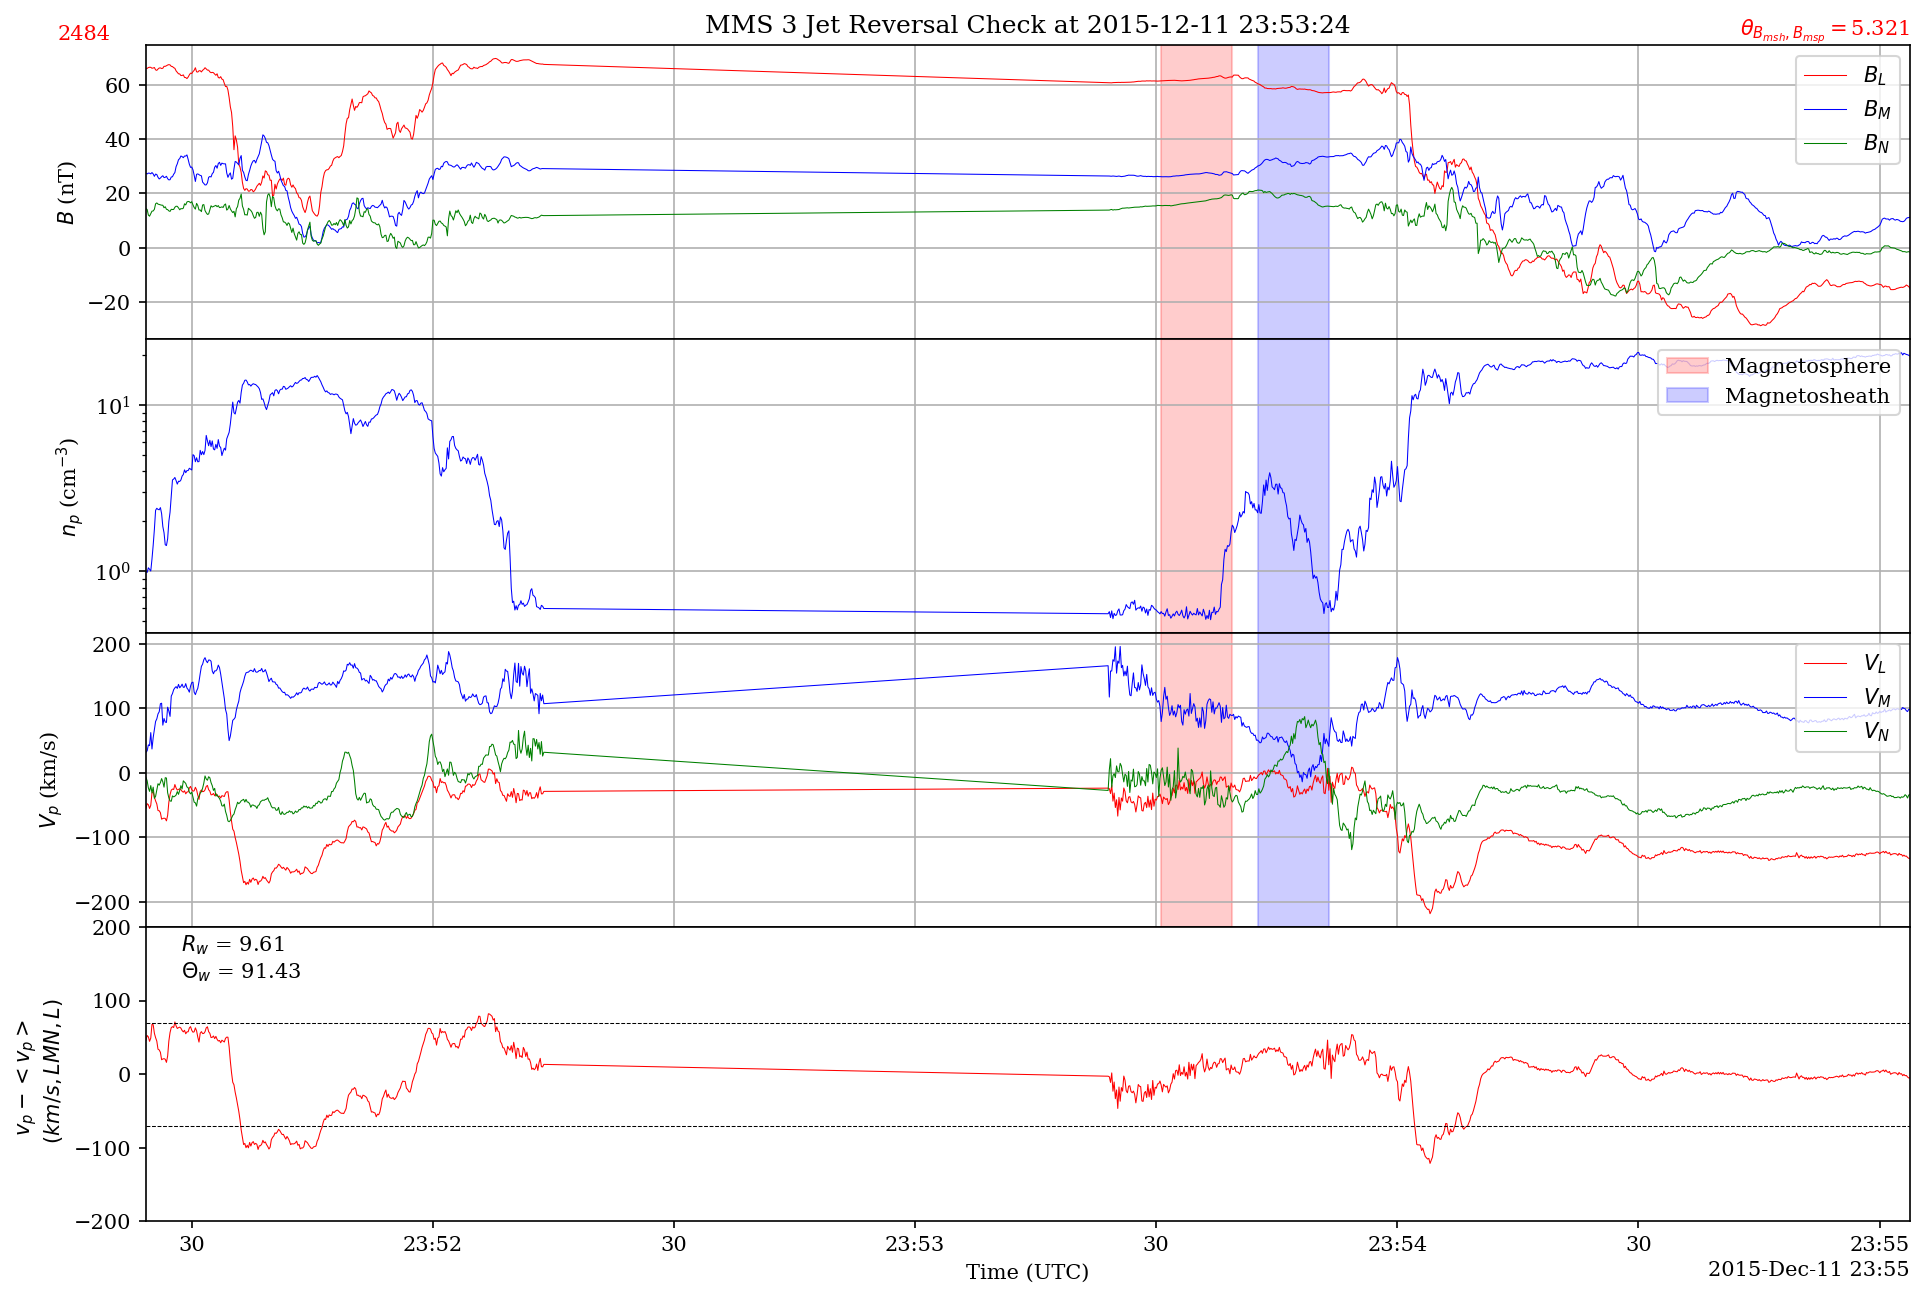 MMS 3 Jet Reversal Check at 2015-12-11 23:53:24
2484
θ_{B_{msh}, B_{msp}} = 5.321
60
40
20
0
−20
B (nT)
B_L
B_M
B_N
10^1
10^0
n_p (cm^{−3})
Magnetosphere
Magnetosheath
200
100
0
−100
−200
V_p (km/s)
V_L
V_M
V_N
200
100
0
−100
−200
v_p − < v_p >
(km/s, LMN, L)
R_w = 9.61
Θ_w = 91.43
30 23:52 30 23:53 30 23:54 30 23:55
Time (UTC)
2015-Dec-11 23:55